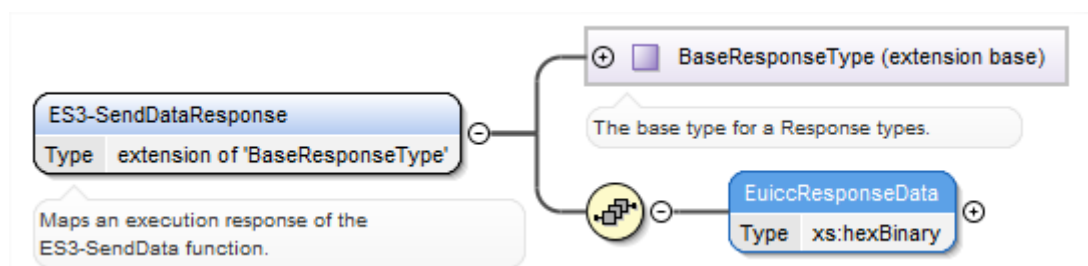 BaseResponseType (extension base)
The base type for a Response types.
ES3-SendDataResponse
Type extension of 'BaseResponseType'
Maps an execution response of the
ES3-SendData function.
EuiccResponseData
Type xs:hexBinary